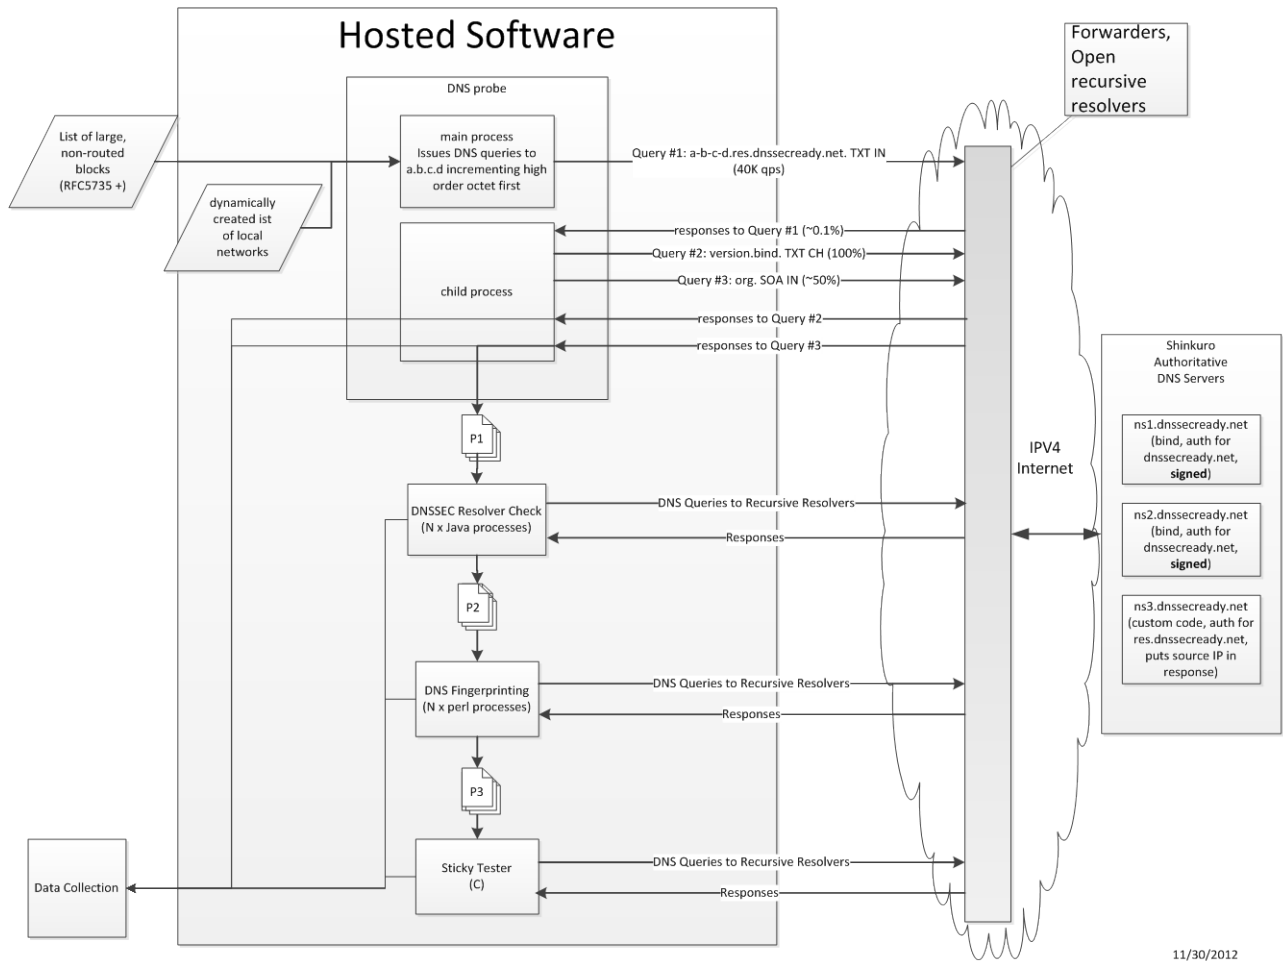 Hosted Software
Forwarders,
Open
recursive
resolvers
DNS probe
List of large,
non-routed
blocks
(RFC5735 +)
main process
Issues DNS queries to
a.b.c.d incrementing high
order octet first
Query #1: a-b-c-d.res.dnssecready.net. TXT IN
(40K qps)
dynamically
created ist
of local
networks
responses to Query #1 (~0.1%)
Query #2: version.bind. TXT CH (100%)
Query #3: org. SOA IN (~50%)
child process
responses to Query #2
responses to Query #3
Shinkuro
Authoritative
DNS Servers
P1
ns1.dnssecready.net
(bind, auth for
dnssecready.net,
signed)
IPV4
Internet
DNSSEC Resolver Check
(N x Java processes)
DNS Queries to Recursive Resolvers
Responses
ns2.dnssecready.net
(bind, auth for
dnssecready.net,
signed)
P2
ns3.dnssecready.net
(custom code, auth for
res.dnssecready.net,
puts source IP in
response)
DNS Fingerprinting
(N x perl processes)
DNS Queries to Recursive Resolvers
Responses
P3
Sticky Tester
(C)
DNS Queries to Recursive Resolvers
Responses
Data Collection
11/30/2012